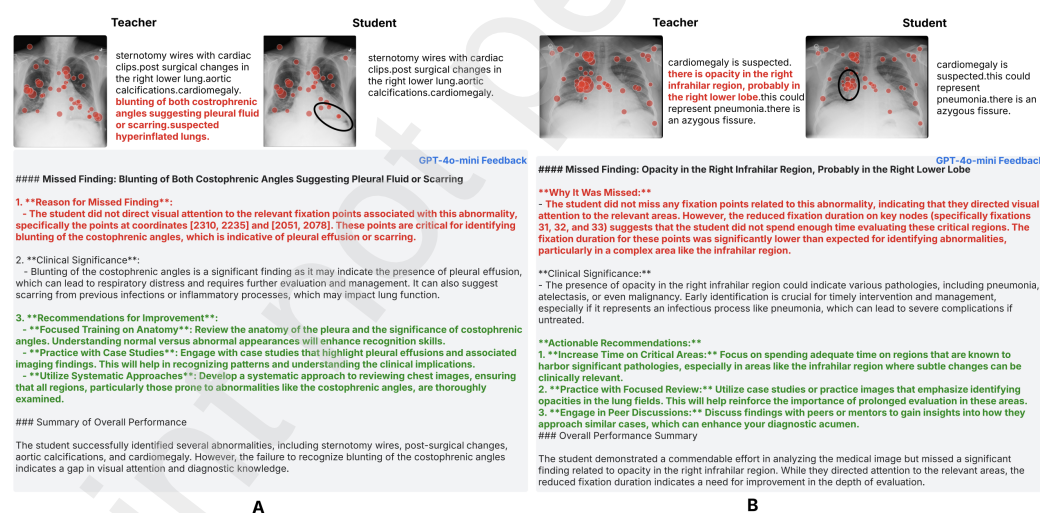 Teacher
Student
sternotomy wires with cardiac
clips.post surgical changes in
the right lower lung.aortic
calcifications.cardiomegaly.
blunting of both costrophrenic
angles suggesting pleural fluid
or scarring.suspected
hyperinflated lungs.
sternotomy wires with cardiac
clips.post surgical changes in
the right lower lung.aortic
calcifications.cardiomegaly.
GPT-4o-mini Feedback
#### Missed Finding: Blunting of Both Costophrenic Angles Suggesting Pleural Fluid or Scarring
1. **Reason for Missed Finding**:
- The student did not direct visual attention to the relevant fixation points associated with this abnormality,
specifically the points at coordinates [2310, 2235] and [2051, 2078]. These points are critical for identifying
blunting of the costophrenic angles, which is indicative of pleural effusion or scarring.
2. **Clinical Significance**:
- Blunting of the costophrenic angles is a significant finding as it may indicate the presence of pleural effusion,
which can lead to respiratory distress and requires further evaluation and management. It can also suggest
scarring from previous infections or inflammatory processes, which may impact lung function.
3. **Recommendations for Improvement**:
- **Focused Training on Anatomy**: Review the anatomy of the pleura and the significance of costophrenic
angles. Understanding normal versus abnormal appearances will enhance recognition skills.
- **Practice with Case Studies**: Engage with case studies that highlight pleural effusions and associated
imaging findings. This will help in recognizing patterns and understanding the clinical implications.
- **Utilize Systematic Approaches**: Develop a systematic approach to reviewing chest images, ensuring
that all regions, particularly those prone to abnormalities like the costophrenic angles, are thoroughly
examined.
### Summary of Overall Performance
The student successfully identified several abnormalities, including sternotomy wires, post-surgical changes,
aortic calcifications, and cardiomegaly. However, the failure to recognize blunting of the costophrenic angles
indicates a gap in visual attention and diagnostic knowledge.
A
Teacher
Student
cardiomegaly is suspected.
there is opacity in the right
infrahilar region, probably in
the right lower lobe.this could
represent pneumonia.there is
an azygous fissure.
cardiomegaly is
suspected.this could
represent
pneumonia.there is an
azygous fissure.
GPT-4o-mini Feedback
#### Missed Finding: Opacity in the Right Infrahilar Region, Probably in the Right Lower Lobe
**Why It Was Missed:**
- The student did not miss any fixation points related to this abnormality, indicating that they directed visual
attention to the relevant areas. However, the reduced fixation duration on key nodes (specifically fixations
31, 32, and 33) suggests that the student did not spend enough time evaluating these critical regions. The
fixation duration for these points was significantly lower than expected for identifying abnormalities,
particularly in a complex area like the infrahilar region.
**Clinical Significance:**
- The presence of opacity in the right infrahilar region could indicate various pathologies, including pneumonia,
atelectasis, or even malignancy. Early identification is crucial for timely intervention and management,
especially if it represents an infectious process like pneumonia, which can lead to severe complications if
untreated.
**Actionable Recommendations:**
1. **Increase Time on Critical Areas:** Focus on spending adequate time on regions that are known to
harbor significant pathologies, especially in areas like the infrahilar region where subtle changes can be
clinically relevant.
2. **Practice with Focused Review:** Utilize case studies or practice images that emphasize identifying
opacities in the lung fields. This will help reinforce the importance of prolonged evaluation in these areas.
3. **Engage in Peer Discussions:** Discuss findings with peers or mentors to gain insights into how they
approach similar cases, which can enhance your diagnostic acumen.
### Overall Performance Summary
The student demonstrated a commendable effort in analyzing the medical image but missed a significant
finding related to opacity in the right infrahilar region. While they directed attention to the relevant areas, the
reduced fixation duration indicates a need for improvement in the depth of evaluation.
B